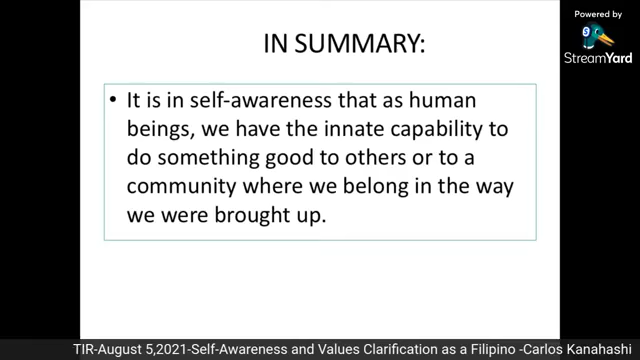 Powered by
StreamYard
IN SUMMARY:
• It is in self-awareness that as human
beings, we have the innate capability to
do something good to others or to a
community where we belong in the way
we were brought up.
TIR-August 5,2021-Self-Awareness and Values Clarification as a Filipino -Carlos Kanahashi